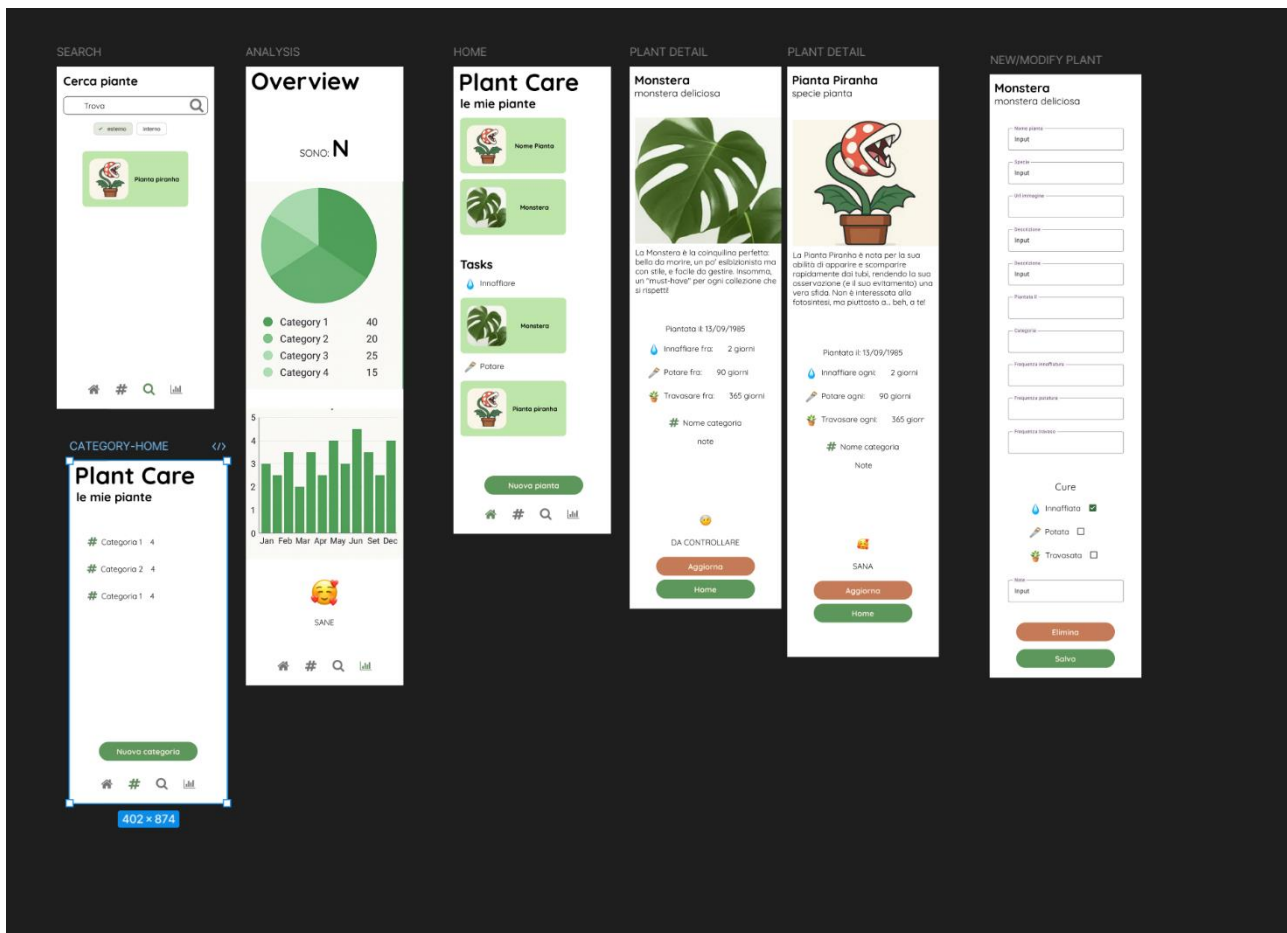 SEARCH
Cerca piante
Trova
✓ esterno
interno
Pianta piranha
CATEGORY-HOME </>
Plant Care
le mie piante
# Categoria 1 4
# Categoria 2 4
# Categoria 1 4
Nuova categoria
402 × 874
ANALYSIS
Overview
SONO: N
Category 1 40
Category 2 20
Category 3 25
Category 4 15
5
4
3
2
1
0
Jan Feb Mar Apr May Jun Set Dec
SANE
HOME
Plant Care
le mie piante
Nome Pianta
Monstera
Tasks
Innaffiare
Monstera
Potare
Pianta piranha
Nuova pianta
PLANT DETAIL
Monstera
monstera deliciosa
La Monstera è la coinquilina perfetta:
bella da morire, un po' esibizionista ma
con stile, e facile da gestire. Insomma,
un "must-have" per ogni collezione che
si rispetti!
Piantata il: 13/09/1985
Innaffiare fra: 2 giorni
Potare fra: 90 giorni
Travasare fra: 365 giorni
# Nome categoria
note
DA CONTROLLARE
Aggiorna
Home
PLANT DETAIL
Pianta Piranha
specie pianta
La Pianta Piranha è nota per la sua
abilità di apparire e scomparire
rapidamente dai tubi, rendendo la sua
osservazione (e il suo evitamento) una
vera sfida. Non è interessata alla
fotosintesi, ma piuttosto a... beh, a te!
Piantata il: 13/09/1985
Innaffiare ogni: 2 giorni
Potare ogni: 90 giorni
Travasare ogni: 365 giorr
# Nome categoria
Note
SANA
Aggiorna
Home
NEW/MODIFY PLANT
Monstera
monstera deliciosa
Nome pianta
Input
Specie
Input
Url immagine
Descrizione
Input
Descrizione
Input
Piantata il
Categoria
Frequenza innaffiatura
Frequenza potatura
Frequenza travaso
Cure
Innaffiata
Potata
Travasata
Note
Input
Elimina
Salva